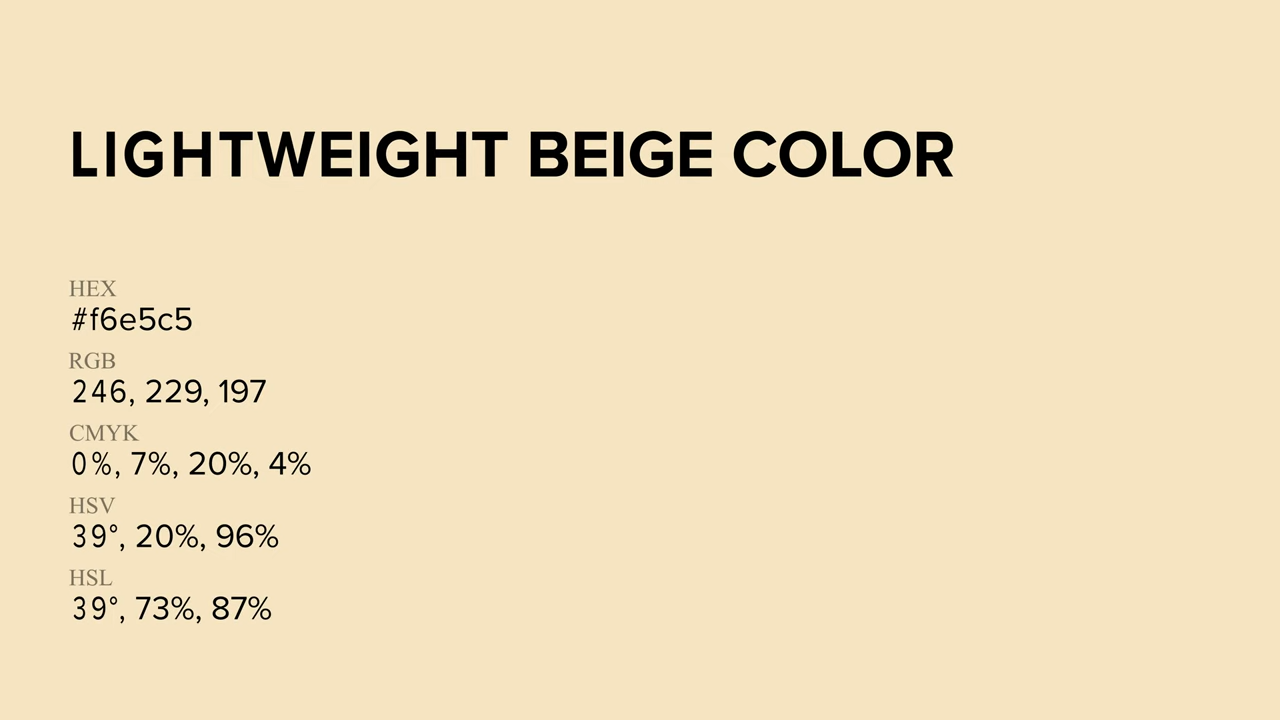 LIGHTWEIGHT BEIGE COLOR
HEX
#f6e5c5
RGB
246, 229, 197
CMYK
0%, 7%, 20%, 4%
HSV
39°, 20%, 96%
HSL
39°, 73%, 87%